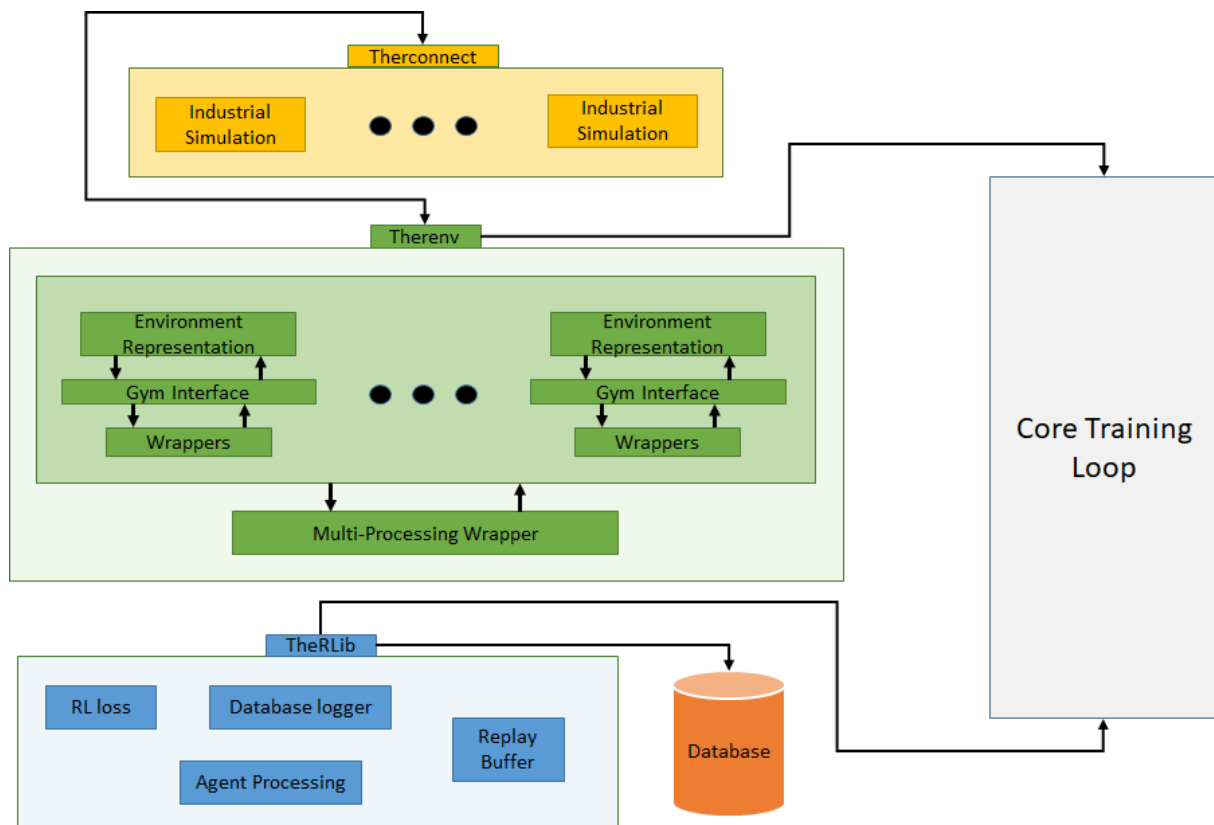 Therconnect
Industrial
Simulation
Industrial
Simulation
Therenv
Environment
Representation
Gym Interface
Wrappers
Environment
Representation
Gym Interface
Wrappers
Multi-Processing Wrapper
Core Training
Loop
TheRLib
RL loss
Database logger
Replay
Buffer
Agent Processing
Database